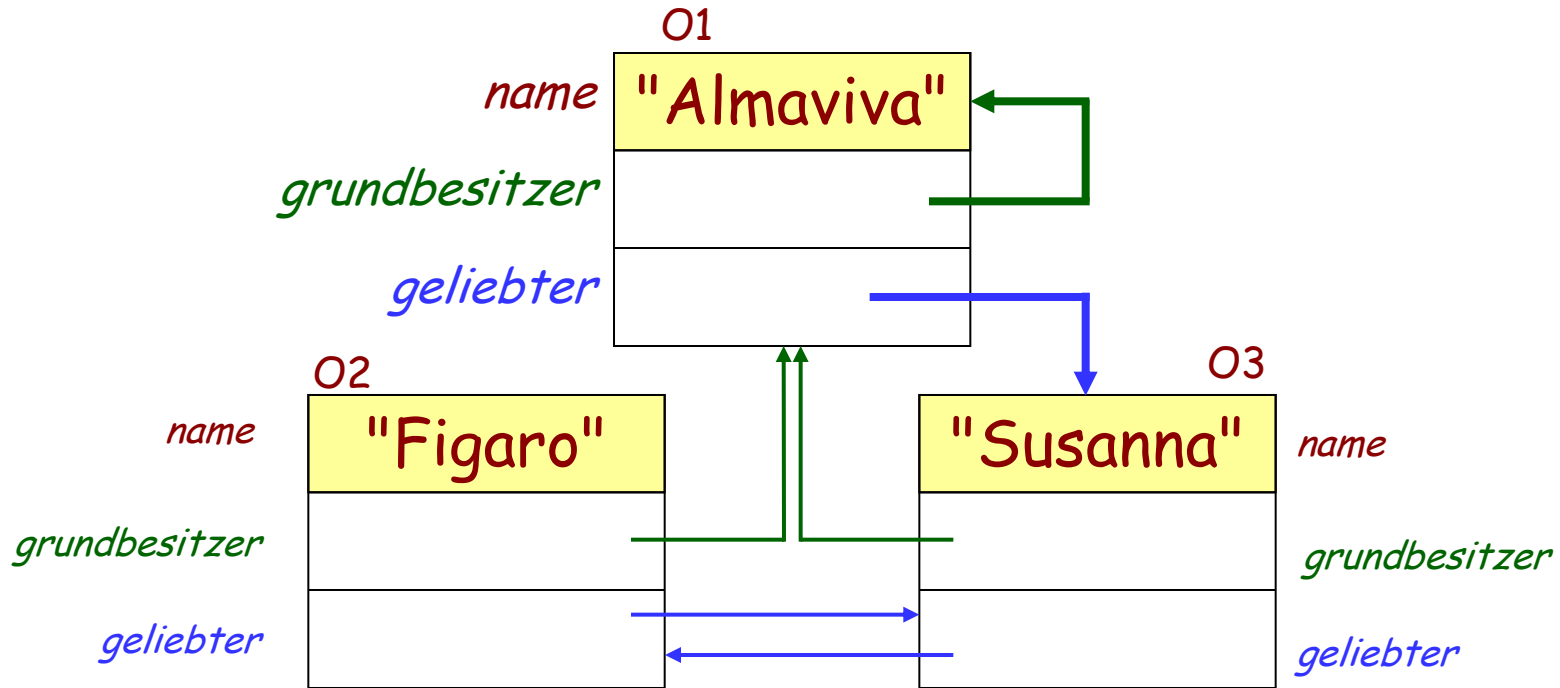 O1
name "Almaviva"
grundbesitzer
geliebter
O2 O3
name "Figaro" "Susanna" name
grundbesitzer grundbesitzer
geliebter geliebter